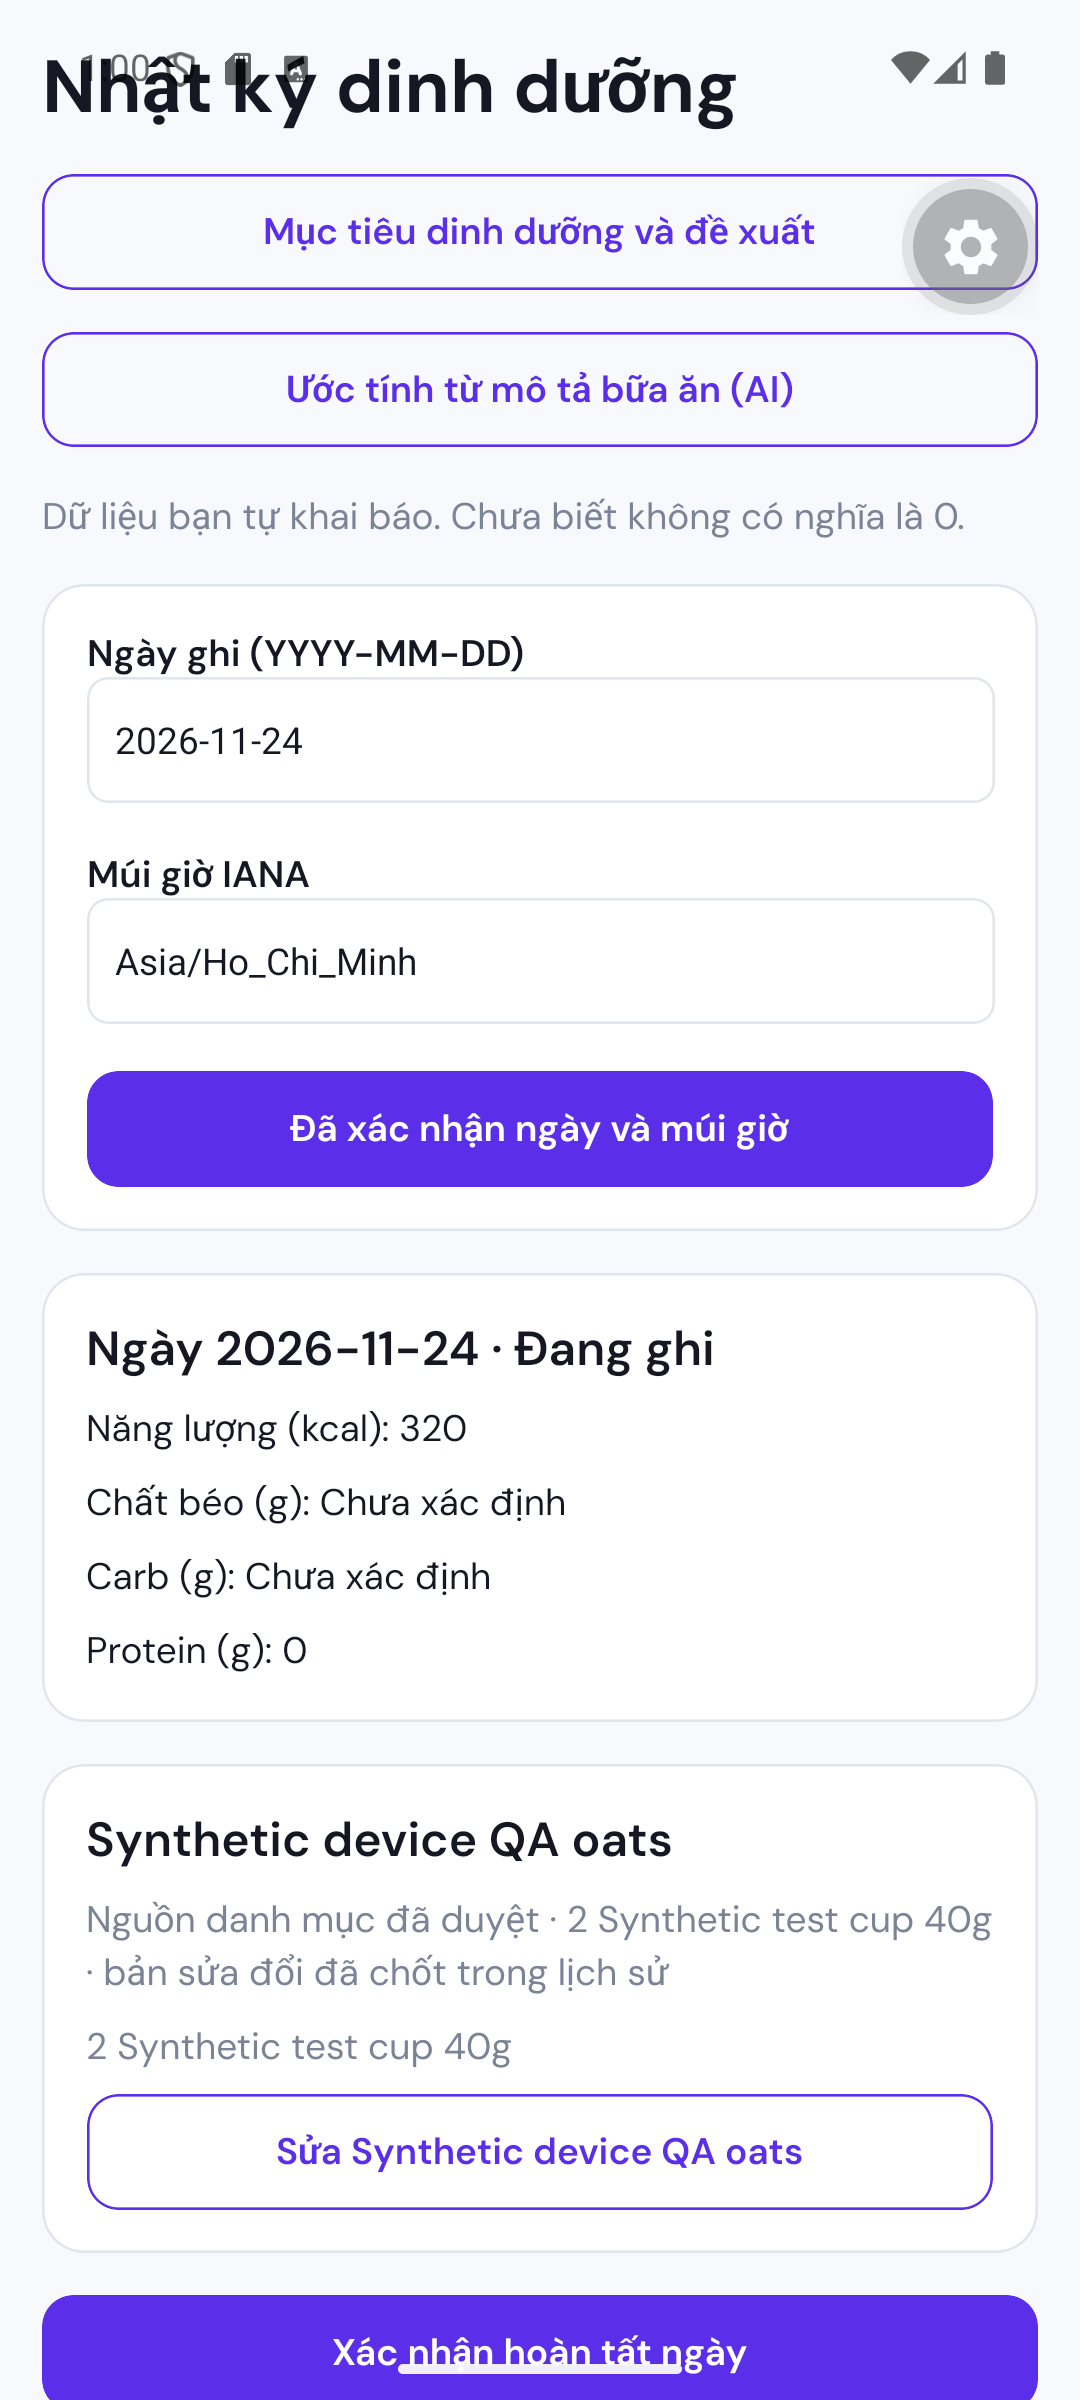 1:00
Nhật ký dinh dưỡng
Mục tiêu dinh dưỡng và đề xuất
Ước tính từ mô tả bữa ăn (AI)
Dữ liệu bạn tự khai báo. Chưa biết không có nghĩa là 0.
Ngày ghi (YYYY-MM-DD)
2026-11-24
Múi giờ IANA
Asia/Ho_Chi_Minh
Đã xác nhận ngày và múi giờ
Ngày 2026-11-24 · Đang ghi
Năng lượng (kcal): 320
Chất béo (g): Chưa xác định
Carb (g): Chưa xác định
Protein (g): 0
Synthetic device QA oats
Nguồn danh mục đã duyệt · 2 Synthetic test cup 40g
· bản sửa đổi đã chốt trong lịch sử
2 Synthetic test cup 40g
Sửa Synthetic device QA oats
Xác nhận hoàn tất ngày